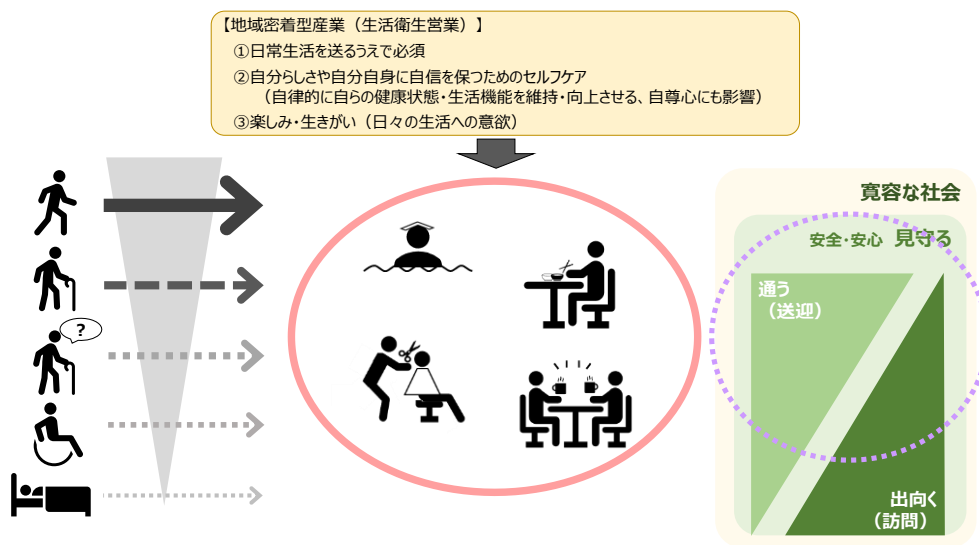 【地域密着型産業（生活衛生営業）】
①日常生活を送るうえで必須
②自分らしさや自分自身に自信を保つためのセルフケア
（自律的に自らの健康状態・生活機能を維持・向上させる、自尊心にも影響）
③楽しみ・生きがい（日々の生活への意欲）
?
寛容な社会
安全・安心 見守る
通う
（送迎）
出向く
（訪問）